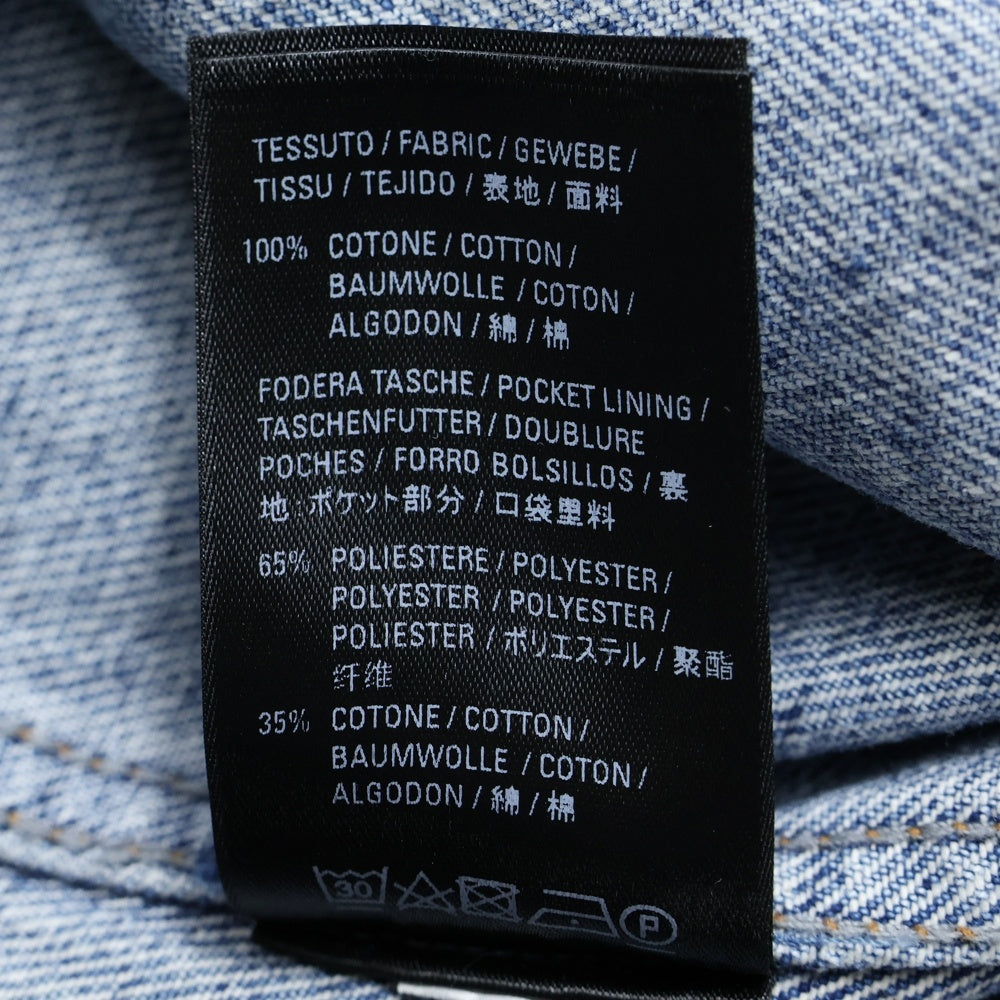 TESSUTO / FABRIC / GEWEBE /
TISSU / TEJIDO / 表地 / 面料
100% COTONE / COTTON /
BAUMWOLLE / COTON /
ALGODON / 綿 / 棉
FODERA TASCHE / POCKET LINING /
TASCHENFUTTER / DOUBLURE
POCHES / FORRO BOLSILLOS / 裏
地：ポケット部分 / 口袋里料
65% POLIESTERE / POLYESTER /
POLYESTER / POLYESTER /
POLIESTER / ポリエステル / 聚酯
纤维
35% COTONE / COTTON /
BAUMWOLLE / COTON /
ALGODON / 綿 / 棉
30 P